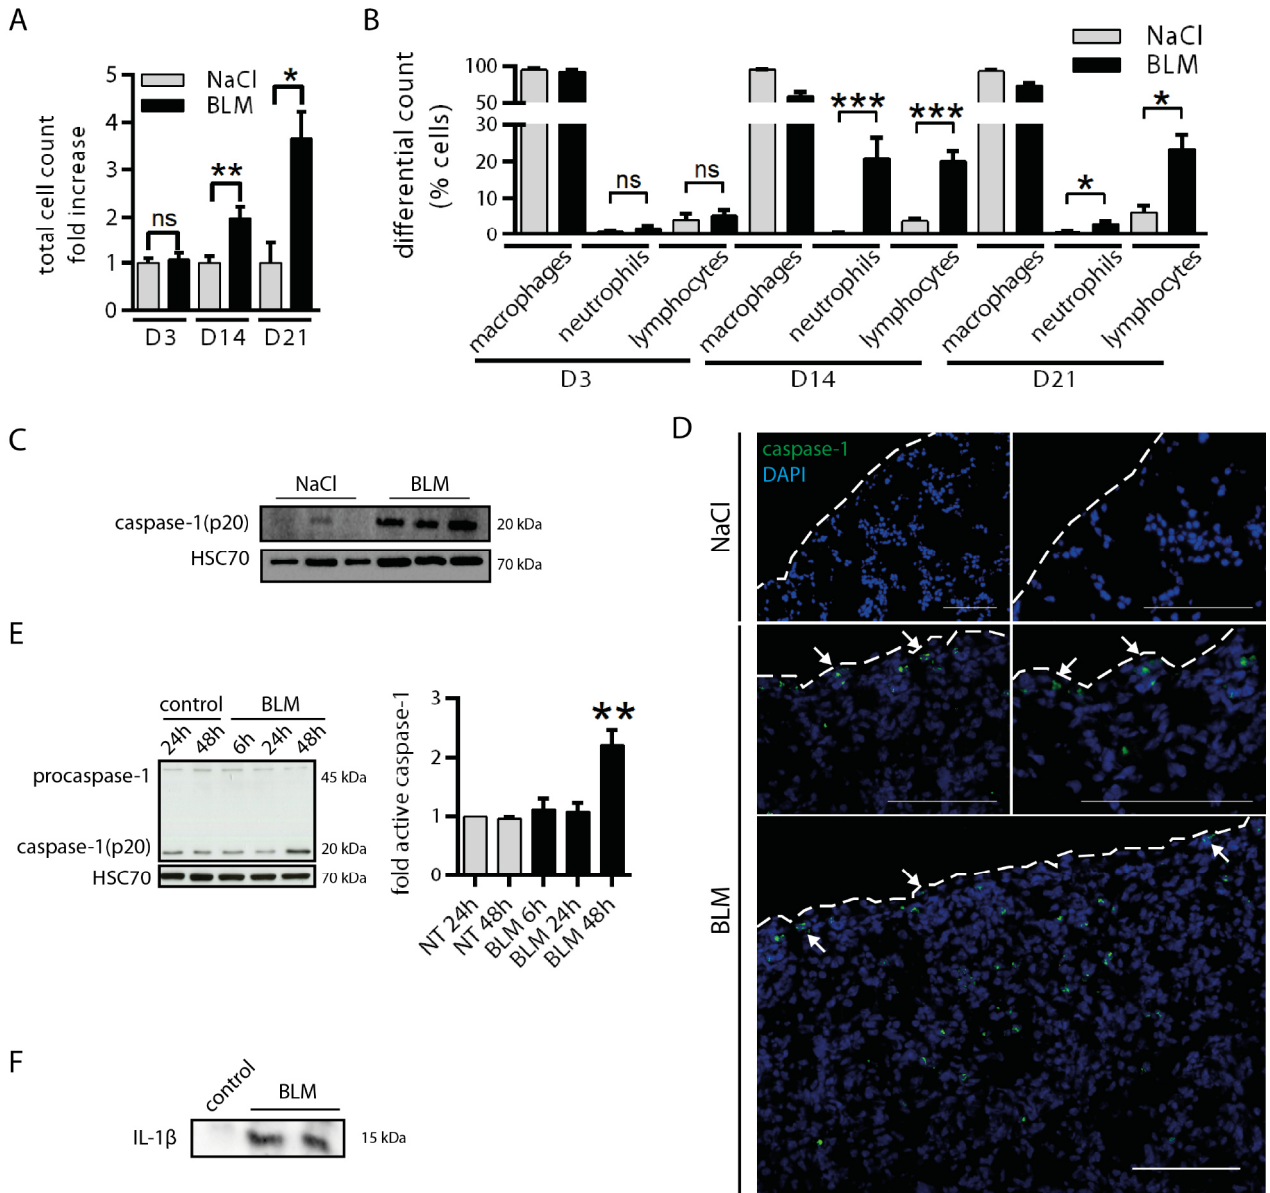 A
total cell count
fold increase
5
4
3
2
1
0
NaCl
BLM
ns
**
*
D3 D14 D21
B
differential count
(% cells)
100
50
30
20
10
0
NaCl
BLM
ns
ns
***
***
*
*
macrophages
neutrophils
lymphocytes
macrophages
neutrophils
lymphocytes
macrophages
neutrophils
lymphocytes
D3 D14 D21
C
NaCl BLM
caspase-1(p20) 20 kDa
HSC70 70 kDa
D
caspase-1
DAPI
NaCl
BLM
E
control BLM
24h 48h 6h 24h 48h
procaspase-1 45 kDa
caspase-1(p20) 20 kDa
HSC70 70 kDa
fold active caspase-1
3
2
1
0
**
NT 24h
NT 48h
BLM 6h
BLM 24h
BLM 48h
F
control BLM
IL-1β 15 kDa